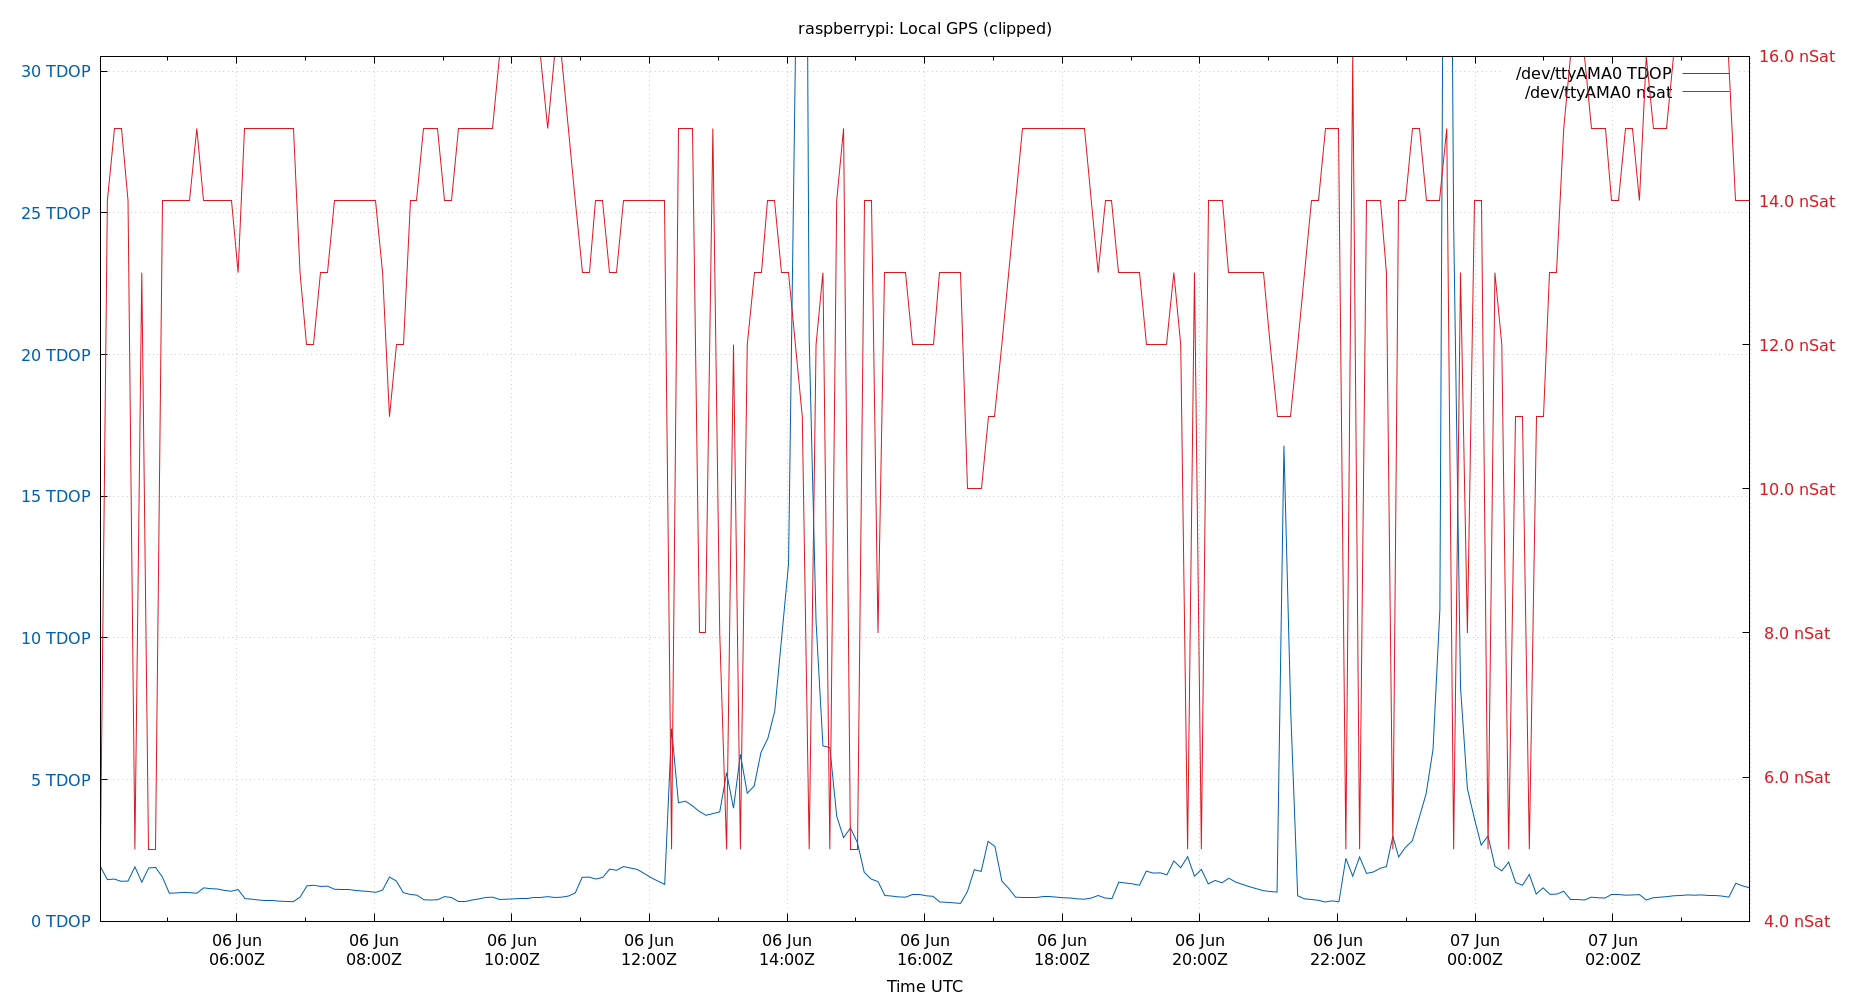 raspberrypi: Local GPS (clipped)
/dev/ttyAMA0 TDOP
/dev/ttyAMA0 nSat
30 TDOP
25 TDOP
20 TDOP
15 TDOP
10 TDOP
5 TDOP
0 TDOP
16.0 nSat
14.0 nSat
12.0 nSat
10.0 nSat
8.0 nSat
6.0 nSat
4.0 nSat
06 Jun
06:00Z
06 Jun
08:00Z
06 Jun
10:00Z
06 Jun
12:00Z
06 Jun
14:00Z
06 Jun
16:00Z
06 Jun
18:00Z
06 Jun
20:00Z
06 Jun
22:00Z
07 Jun
00:00Z
07 Jun
02:00Z
Time UTC